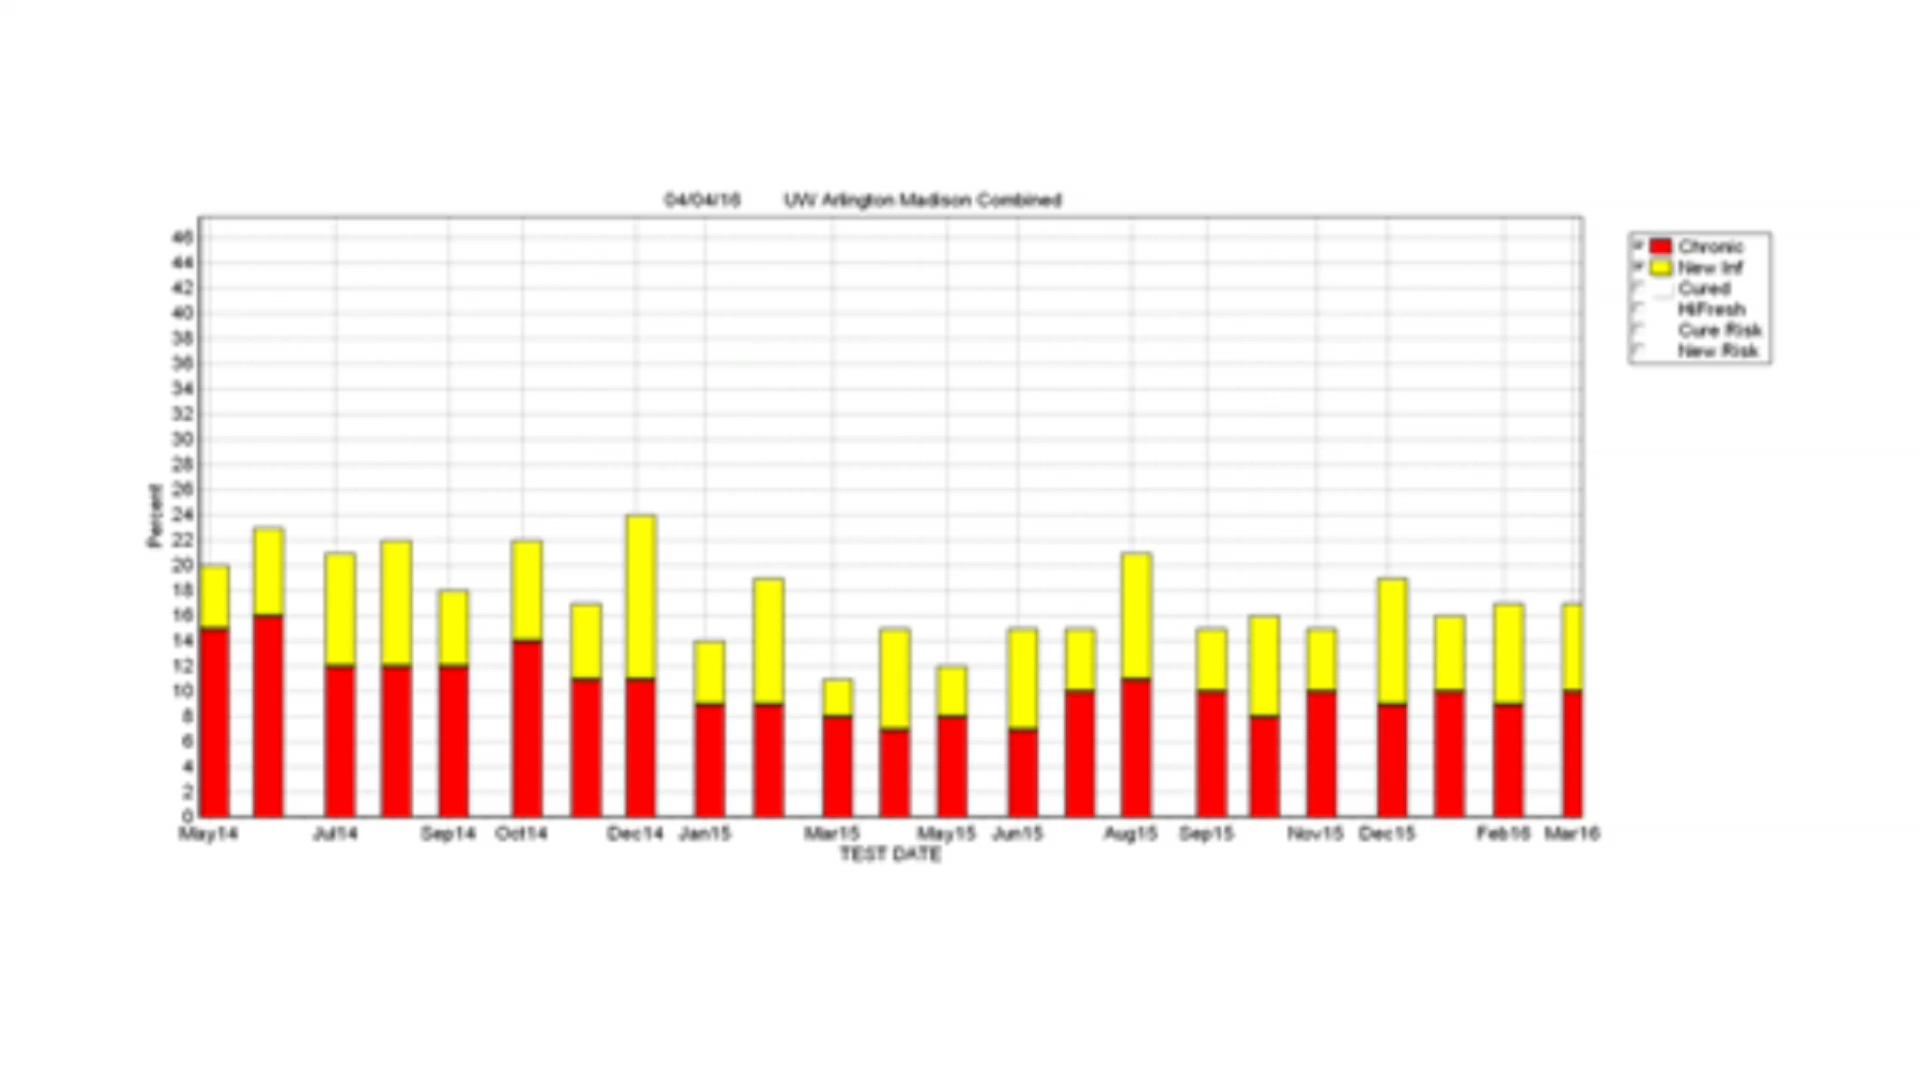 04/04/16 UW Arlington Madison Combined
46
44
42
40
38
36
34
32
30
28
26
24
22
20
18
16
14
12
10
8
6
4
2
0
Percent
May14 Jul14 Sep14 Oct14 Dec14 Jan15 Mar15 May15 Jun15 Aug15 Sep15 Nov15 Dec15 Feb16 Mar16
TEST DATE
Chronic
New Inf
Cured
HiFresh
Cure Risk
New Risk